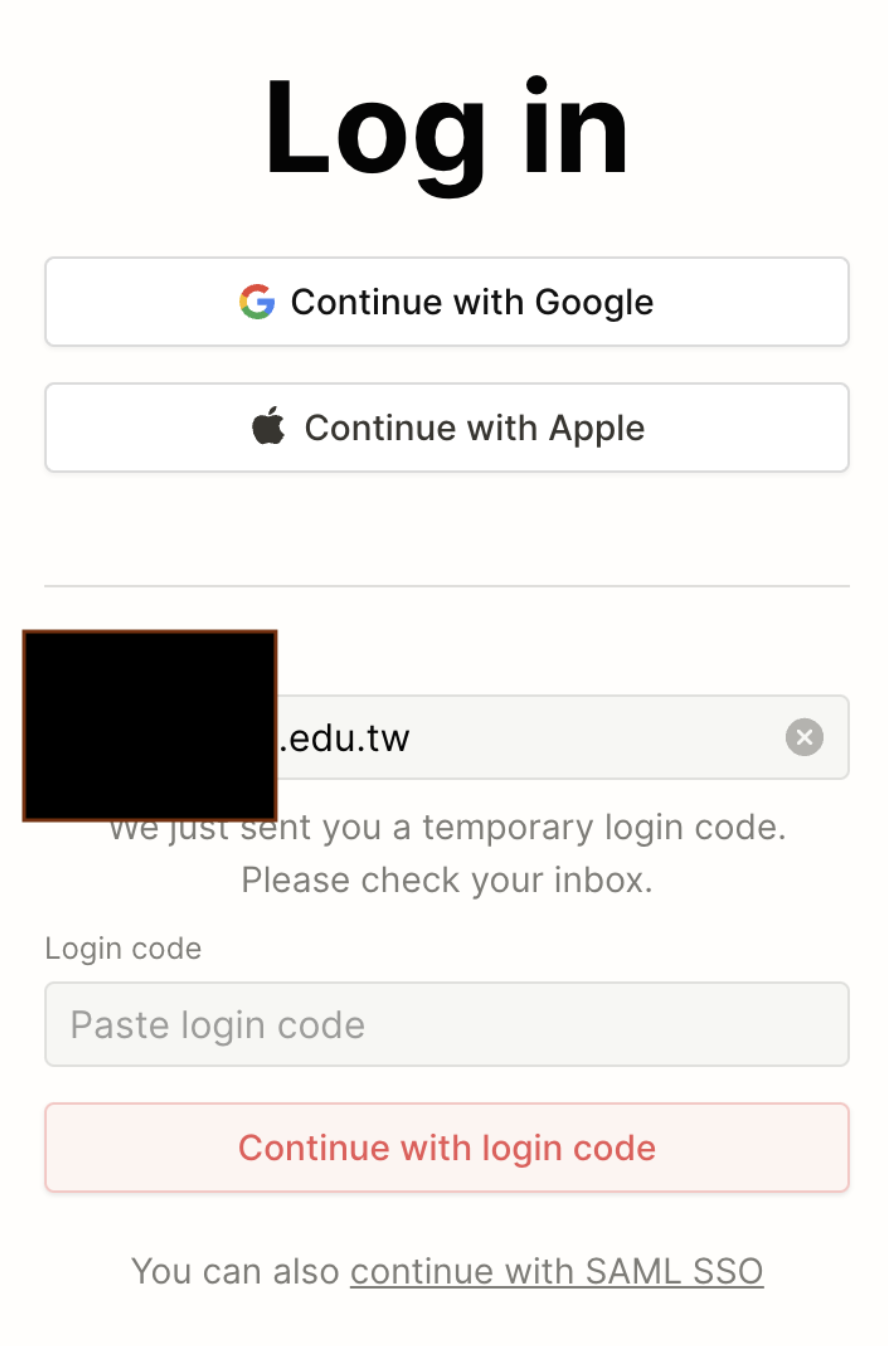 Log in
Continue with Google
Continue with Apple
.edu.tw
We just sent you a temporary login code.
Please check your inbox.
Login code
Paste login code
Continue with login code
You can also continue with SAML SSO